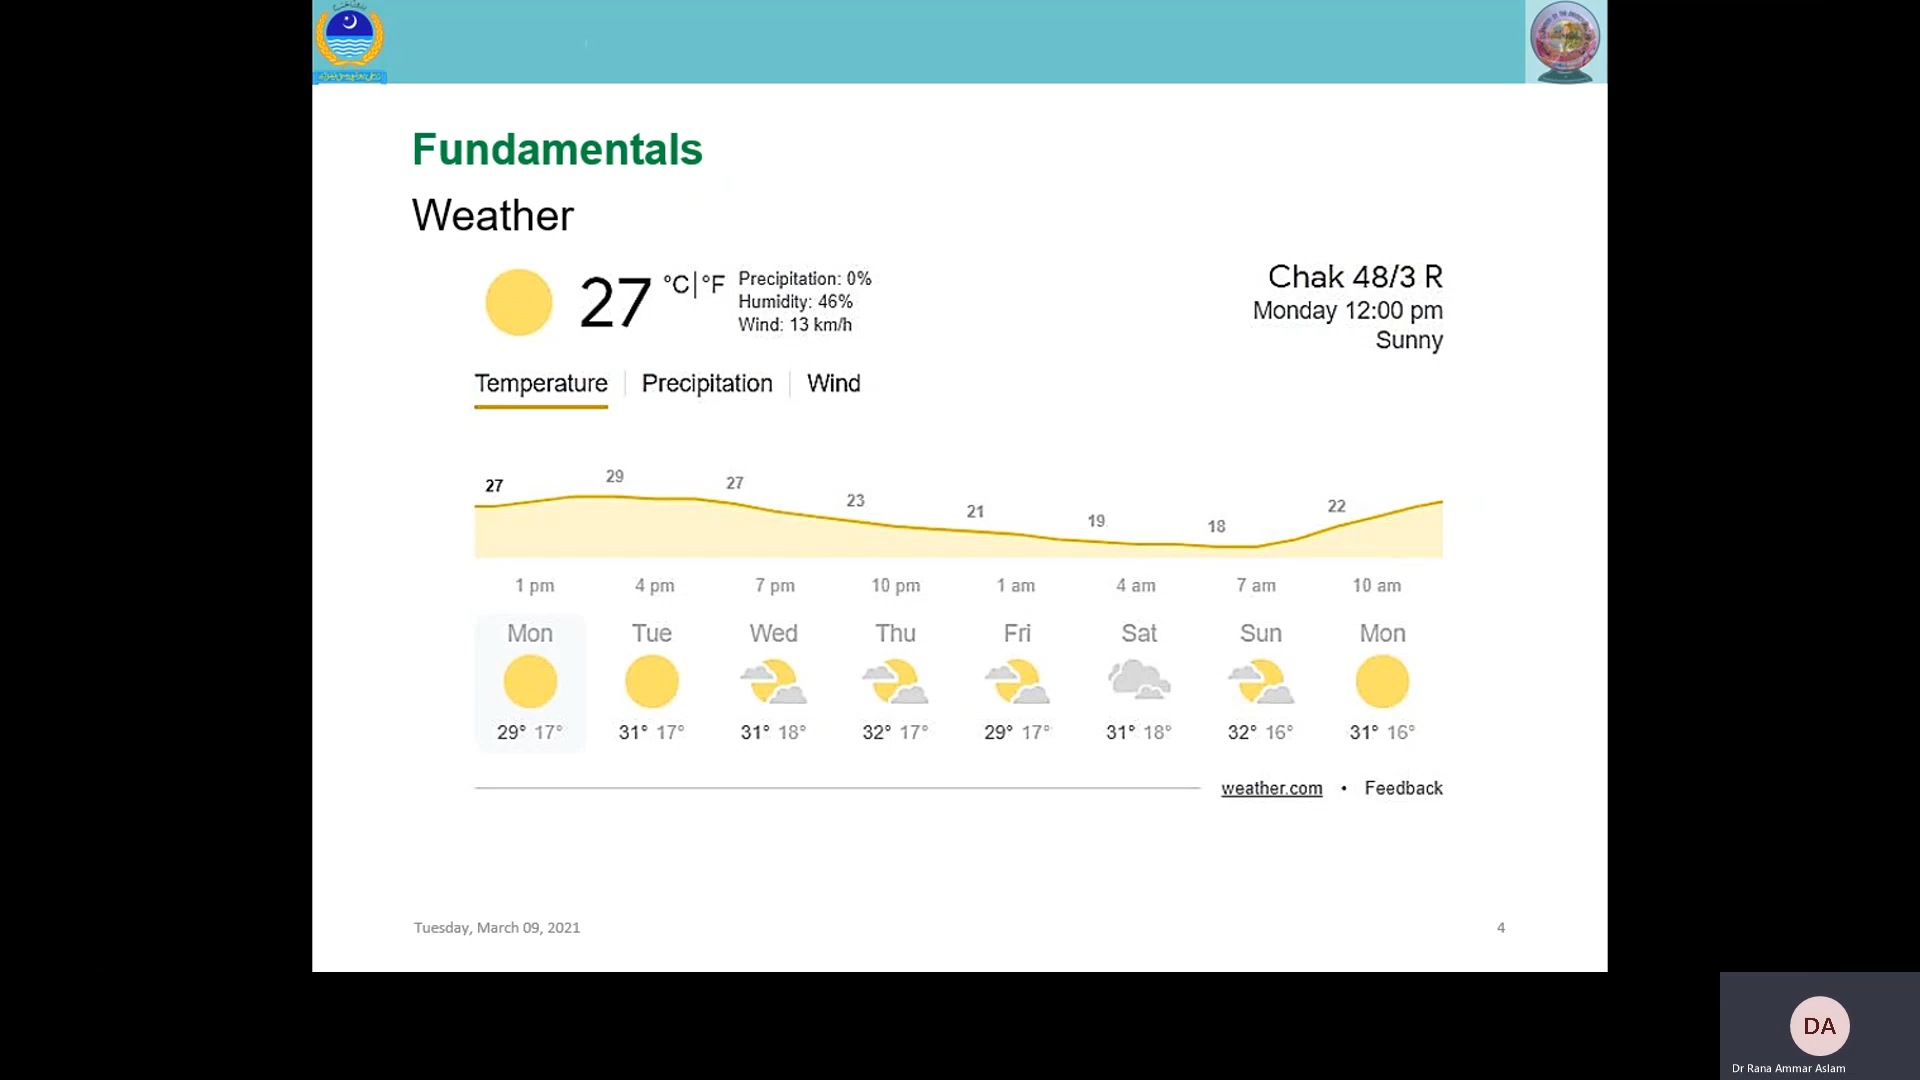 Fundamentals
Weather
27 °C|°F
Precipitation: 0%
Humidity: 46%
Wind: 13 km/h
Chak 48/3 R
Monday 12:00 pm
Sunny
Temperature Precipitation Wind
27 29 27 23 21 19 18 22
1 pm 4 pm 7 pm 10 pm 1 am 4 am 7 am 10 am
Mon Tue Wed Thu Fri Sat Sun Mon
29° 17° 31° 17° 31° 18° 32° 17° 29° 17° 31° 18° 32° 16° 31° 16°
weather.com • Feedback
Tuesday, March 09, 2021 4
DA
Dr Rana Ammar Aslam